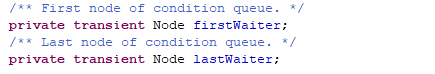 /** First node of condition queue. */
private transient Node firstWaiter;
/** Last node of condition queue. */
private transient Node lastWaiter;